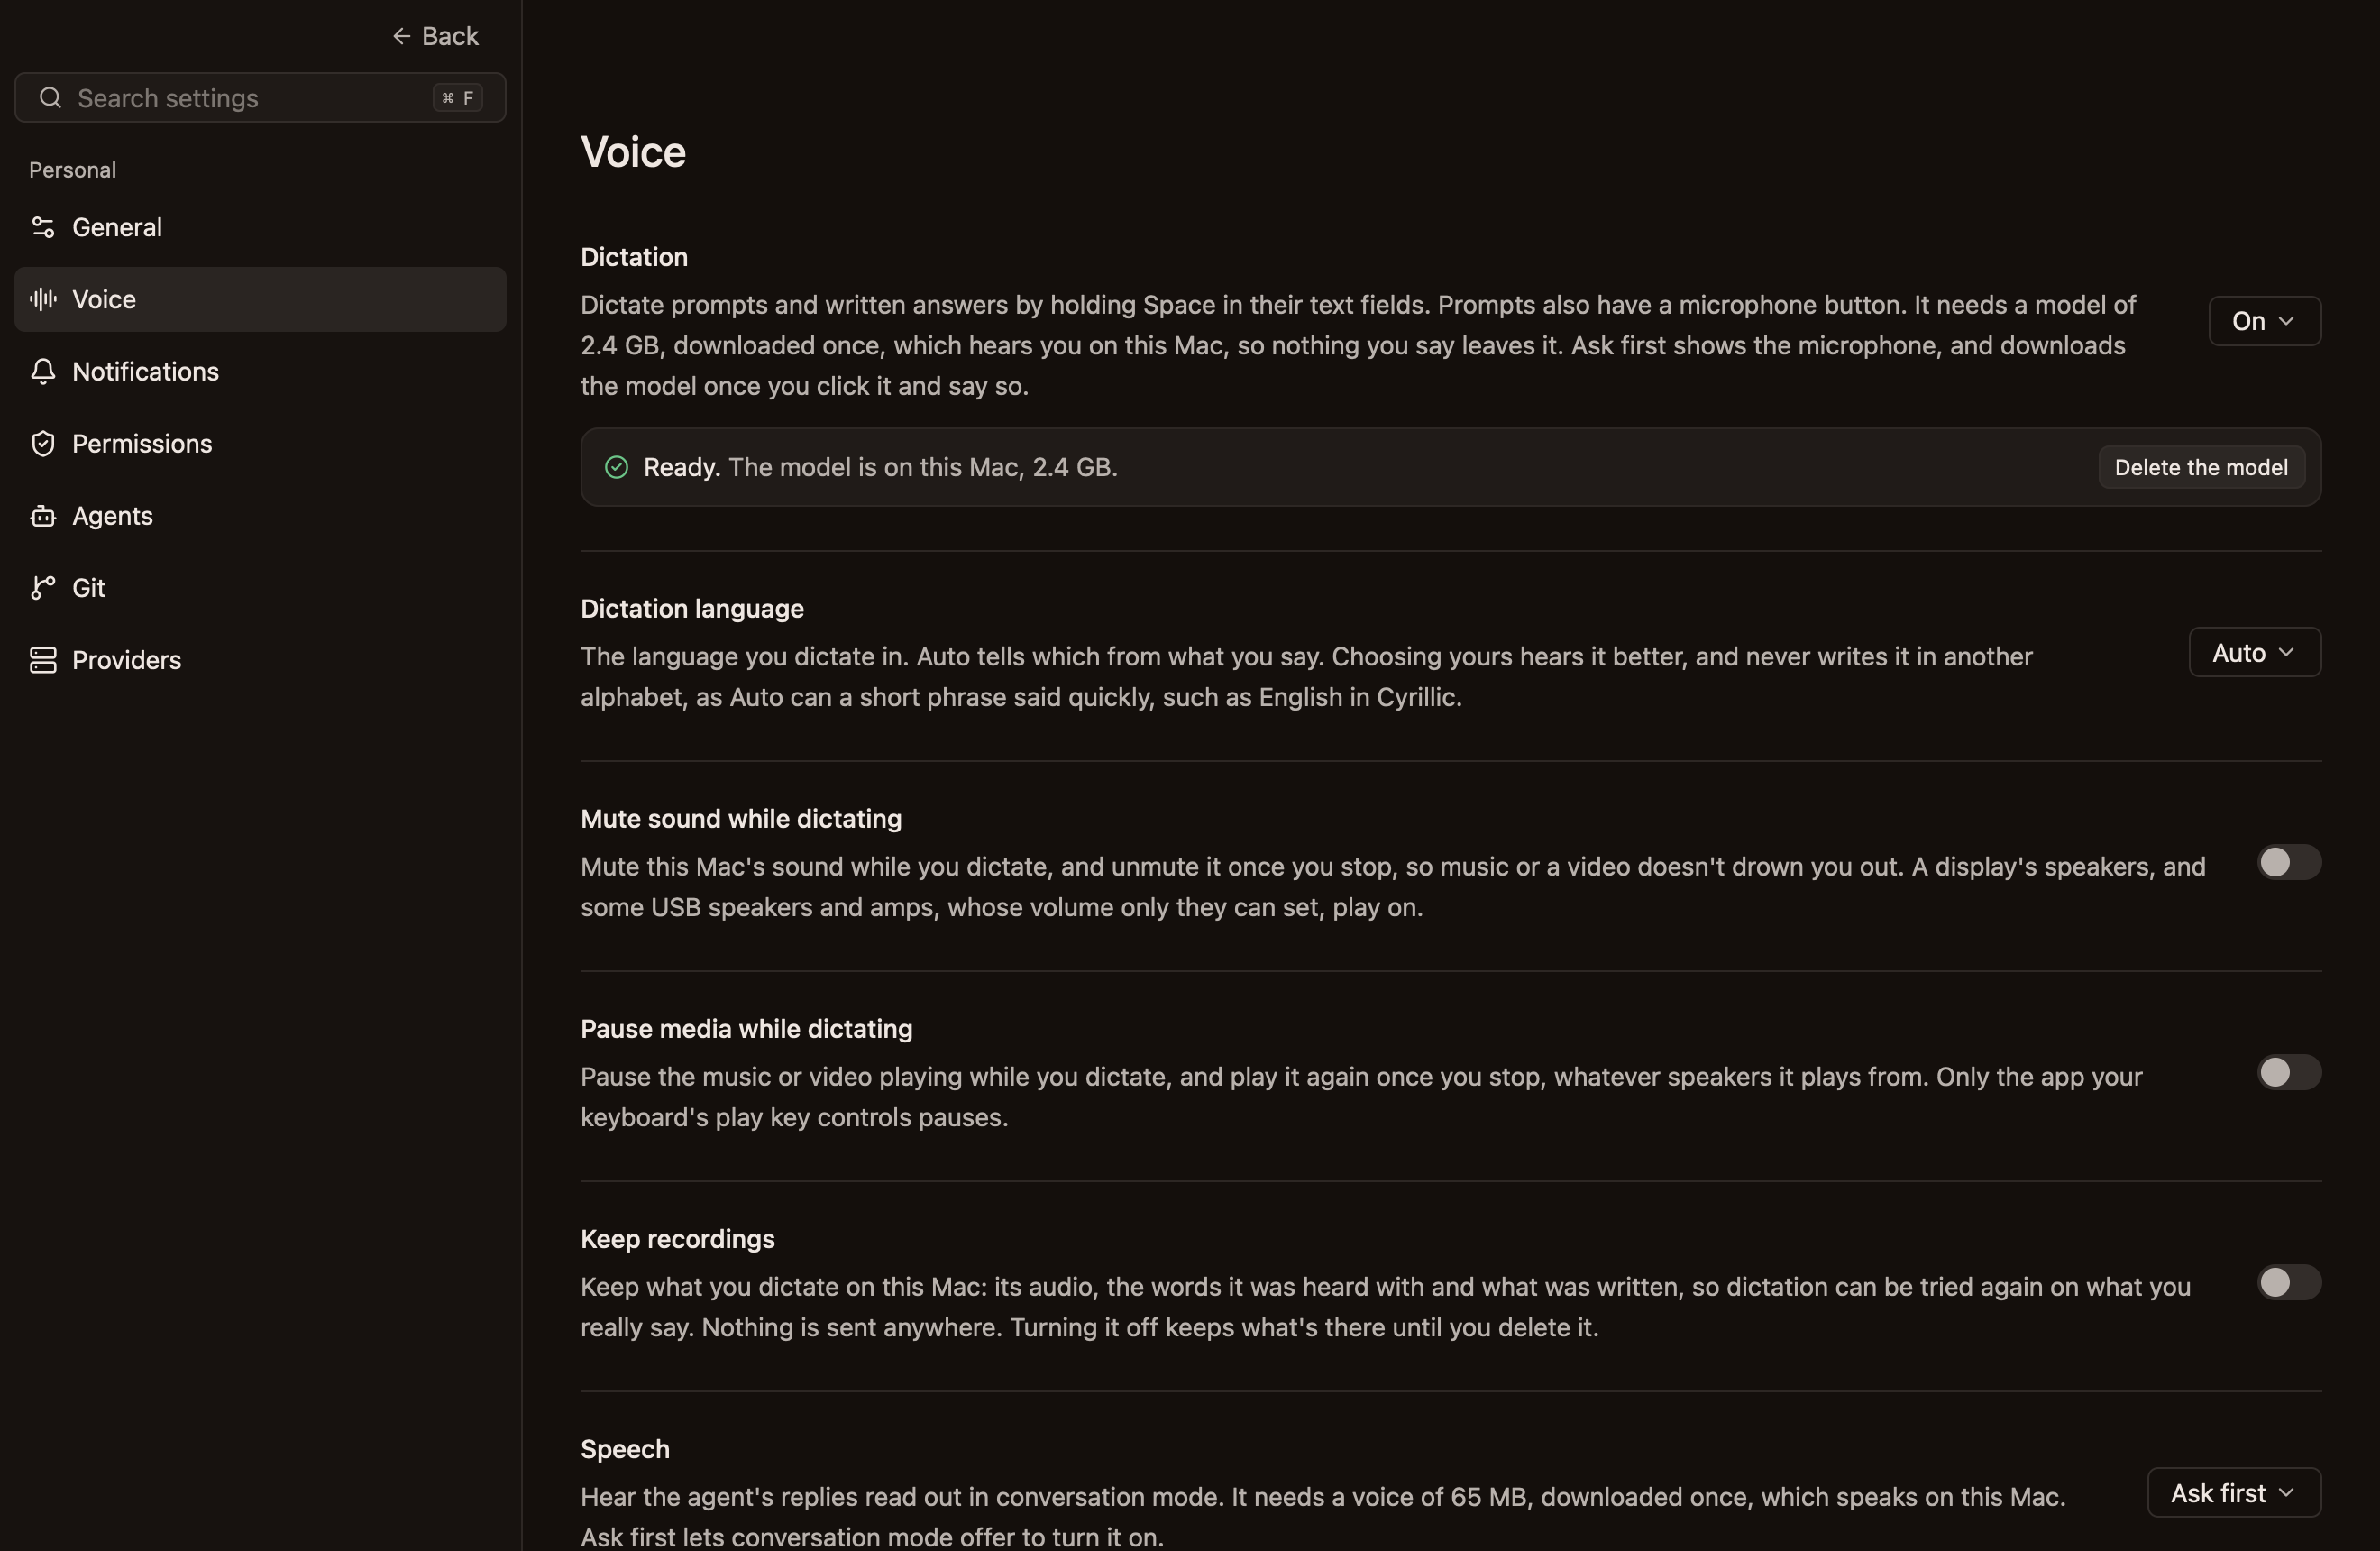 Back
Search settings
⌘ F
Personal
General
Voice
Notifications
Permissions
Agents
Git
Providers
Voice
Dictation
Dictate prompts and written answers by holding Space in their text fields. Prompts also have a microphone button. It needs a model of
2.4 GB, downloaded once, which hears you on this Mac, so nothing you say leaves it. Ask first shows the microphone, and downloads
the model once you click it and say so.
On
Ready. The model is on this Mac, 2.4 GB.
Delete the model
Dictation language
The language you dictate in. Auto tells which from what you say. Choosing yours hears it better, and never writes it in another
alphabet, as Auto can a short phrase said quickly, such as English in Cyrillic.
Auto
Mute sound while dictating
Mute this Mac's sound while you dictate, and unmute it once you stop, so music or a video doesn't drown you out. A display's speakers, and
some USB speakers and amps, whose volume only they can set, play on.
Pause media while dictating
Pause the music or video playing while you dictate, and play it again once you stop, whatever speakers it plays from. Only the app your
keyboard's play key controls pauses.
Keep recordings
Keep what you dictate on this Mac: its audio, the words it was heard with and what was written, so dictation can be tried again on what you
really say. Nothing is sent anywhere. Turning it off keeps what's there until you delete it.
Speech
Hear the agent's replies read out in conversation mode. It needs a voice of 65 MB, downloaded once, which speaks on this Mac.
Ask first lets conversation mode offer to turn it on.
Ask first